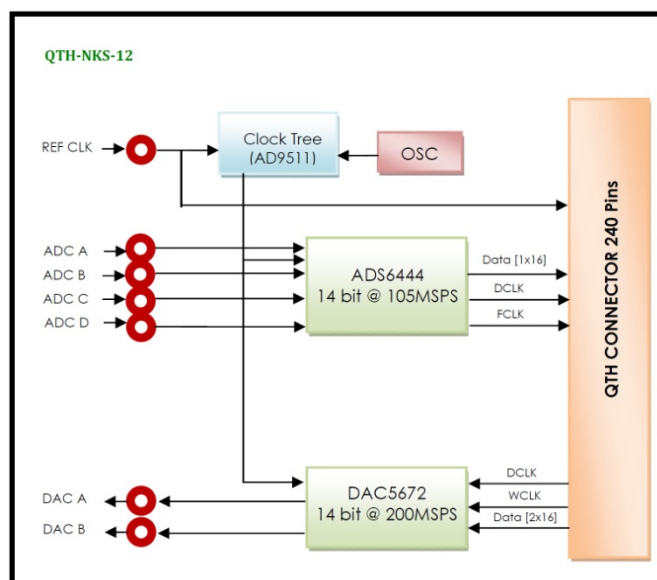 QTH-NKS-12
REF CLK
Clock Tree
(AD9511)
OSC
ADC A
ADC B
ADC C
ADC D
ADS6444
14 bit @ 105MSPS
Data [1x16]
DCLK
FCLK
QTH CONNECTOR 240 Pins
DAC A
DAC B
DAC5672
14 bit @ 200MSPS
DCLK
WCLK
Data [2x16]